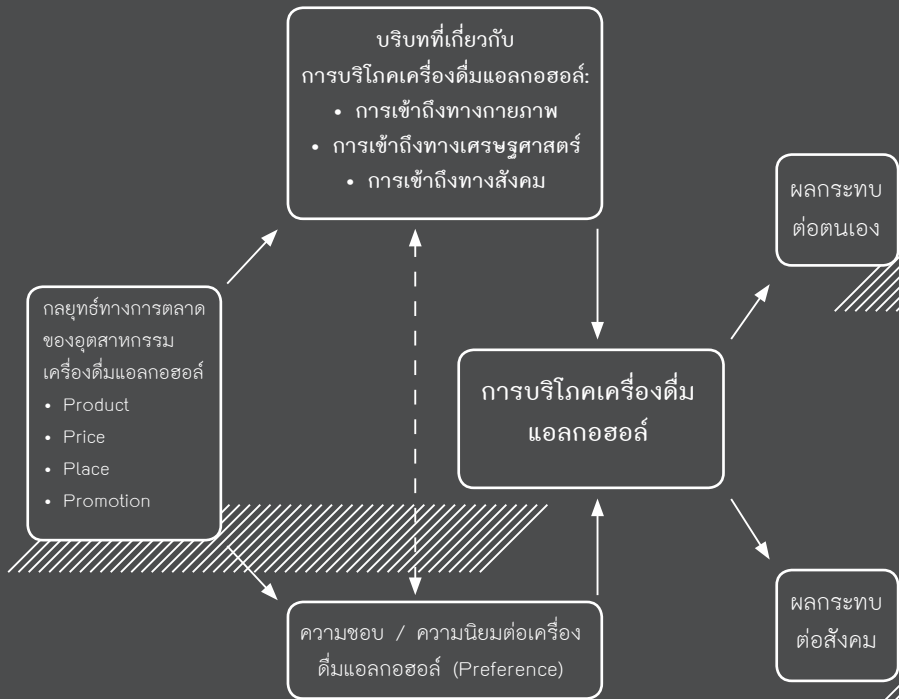 บริบทที่เกี่ยวกับ
การบริโภคเครื่องดื่มแอลกอฮอล์:
• การเข้าถึงทางกายภาพ
• การเข้าถึงทางเศรษฐศาสตร์
• การเข้าถึงทางสังคม
ผลกระทบ
ต่อตนเอง
กลยุทธ์ทางการตลาด
ของอุตสาหกรรม
เครื่องดื่มแอลกอฮอล์
• Product
• Price
• Place
• Promotion
การบริโภคเครื่องดื่ม
แอลกอฮอล์
ความชอบ / ความนิยมต่อเครื่อง
ดื่มแอลกอฮอล์ (Preference)
ผลกระทบ
ต่อสังคม